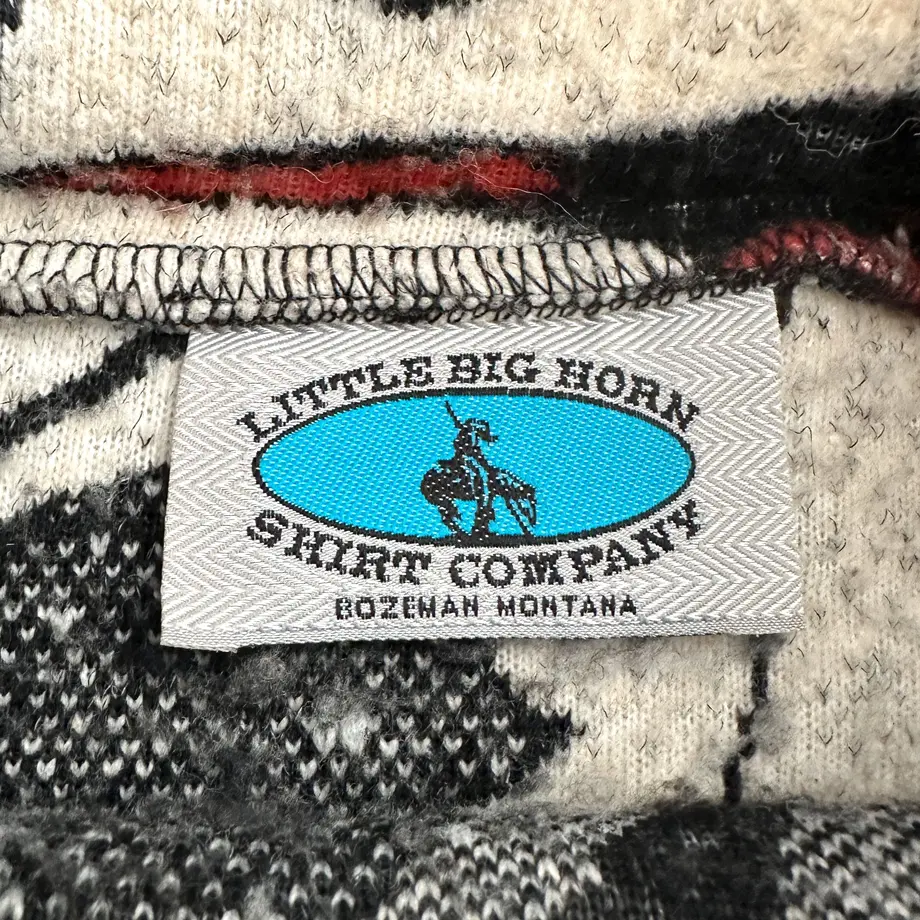 LITTLE BIG HORN
SHIRT COMPANY
BOZEMAN MONTANA